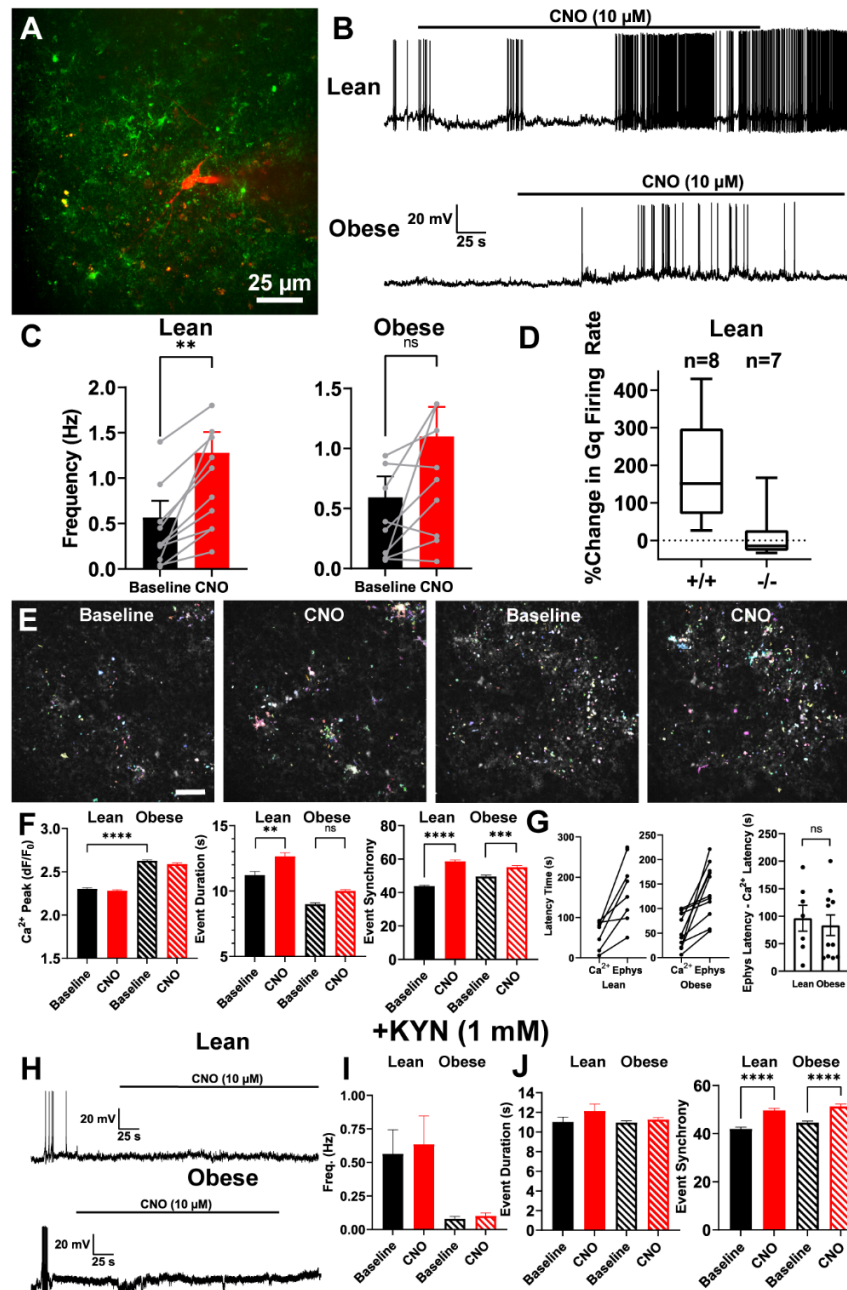 A
25 µm
B
CNO (10 µM)
Lean
CNO (10 µM)
Obese
20 mV
25 s
C
Lean
**
Frequency (Hz)
2.0
1.5
1.0
0.5
0.0
Baseline CNO
Obese
ns
1.5
1.0
0.5
0.0
Baseline CNO
D
Lean
n=8 n=7
%Change in Gq Firing Rate
400
300
200
100
0
+/+ -/-
E
Baseline
CNO
Baseline
CNO
F
Lean Obese
****
Ca2+ Peak (dF/F0)
3.0
2.5
2.0
1.5
Baseline
CNO
Baseline
CNO
Lean Obese
**
ns
Event Duration (s)
15
10
5
Baseline
CNO
Baseline
CNO
Lean Obese
****
***
Event Synchrony
80
60
40
20
0
Baseline
CNO
Baseline
CNO
G
Latency Time (s)
300
200
100
0
Ca2+ Ephys
Lean
300
200
100
0
Ca2+ Ephys
Obese
ns
Ephys Latency - Ca2+ Latency (s)
250
200
150
100
50
0
Lean Obese
+KYN (1 mM)
H
Lean
CNO (10 µM)
20 mV
25 s
Obese
CNO (10 µM)
20 mV
25 s
I
Lean Obese
Freq. (Hz)
1.00
0.75
0.50
0.25
0.00
Baseline
CNO
Baseline
CNO
J
Lean Obese
Event Duration (s)
14
12
10
8
6
4
2
0
Baseline
CNO
Baseline
CNO
Lean Obese
****
****
Event Synchrony
60
40
20
0
Baseline
CNO
Baseline
CNO